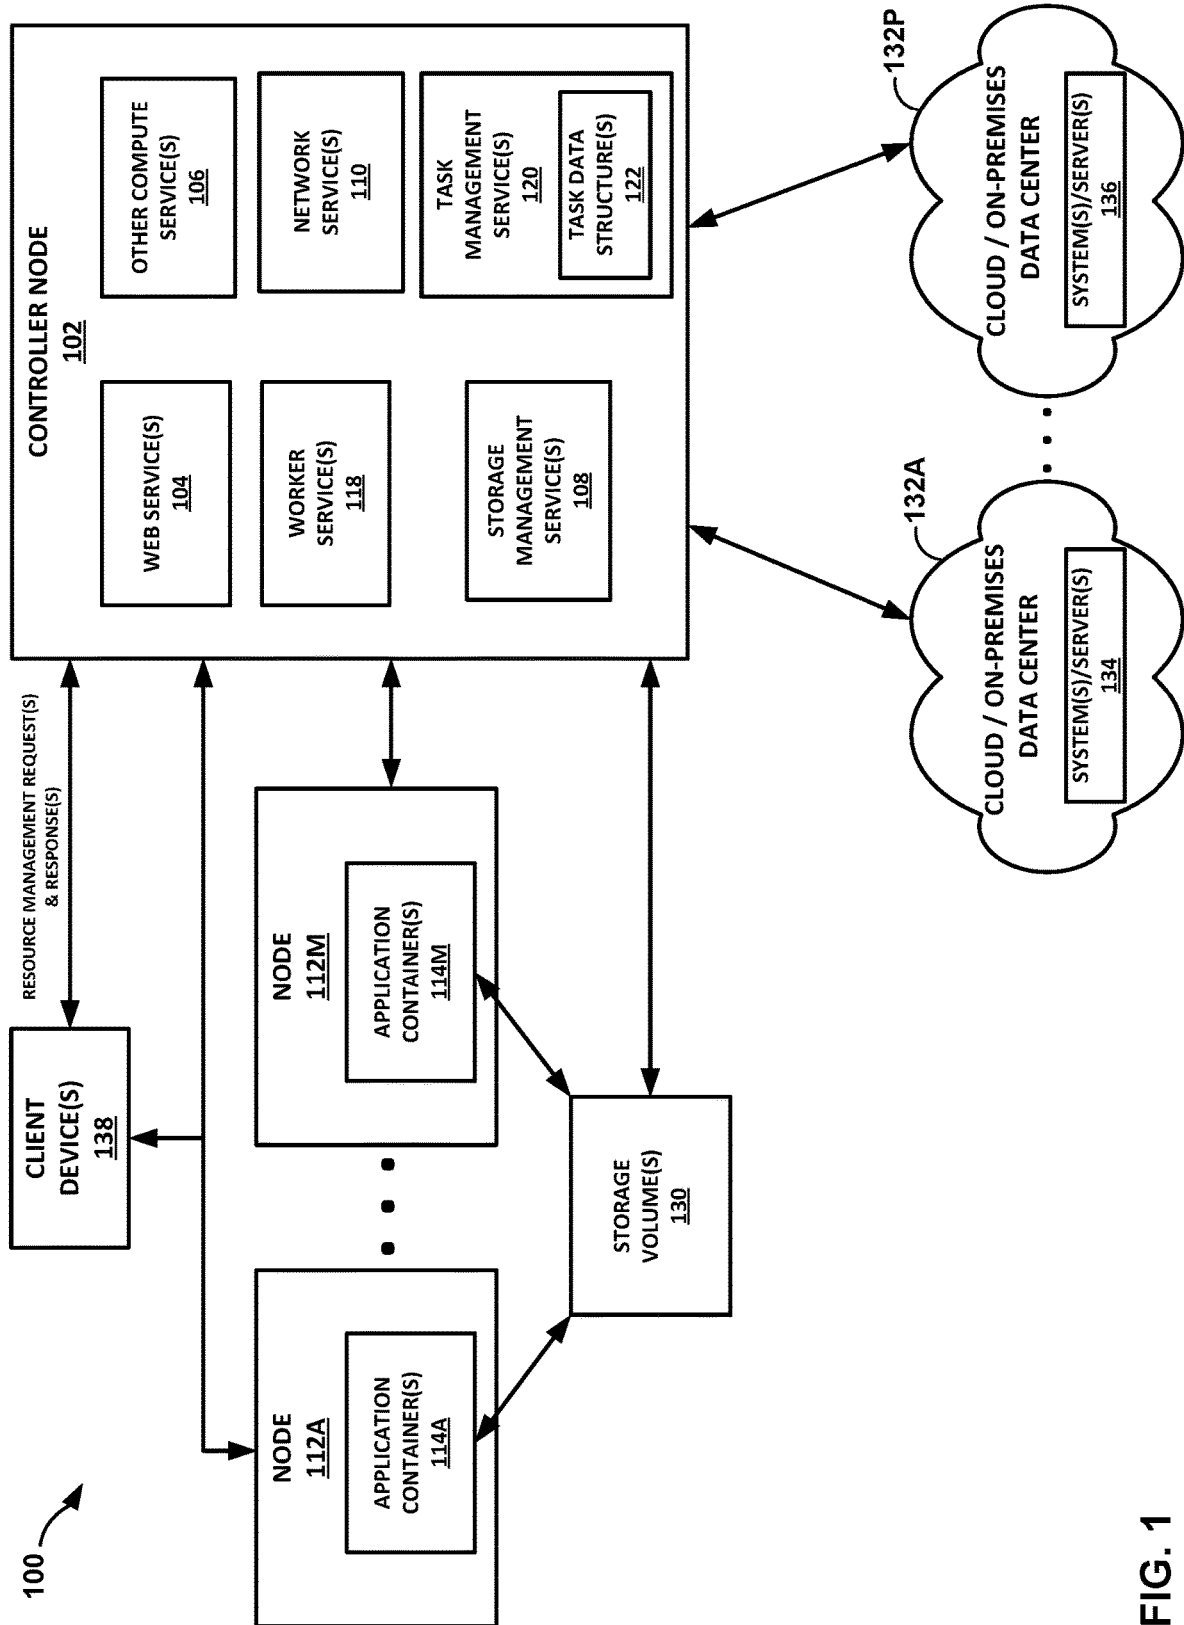 100
CLIENT
DEVICE(S)
138
RESOURCE MANAGEMENT REQUEST(S)
& RESPONSE(S)
CONTROLLER NODE
102
WEB SERVICE(S)
104
OTHER COMPUTE
SERVICE(S)
106
WORKER
SERVICE(S)
118
NETWORK
SERVICE(S)
110
STORAGE
MANAGEMENT
SERVICE(S)
108
TASK
MANAGEMENT
SERVICE(S)
120
TASK DATA
STRUCTURE(S)
122
NODE
112A
APPLICATION
CONTAINER(S)
114A
NODE
112M
APPLICATION
CONTAINER(S)
114M
STORAGE
VOLUME(S)
130
132A
CLOUD / ON-PREMISES
DATA CENTER
SYSTEM(S)/SERVER(S)
134
132P
CLOUD / ON-PREMISES
DATA CENTER
SYSTEM(S)/SERVER(S)
136
FIG. 1